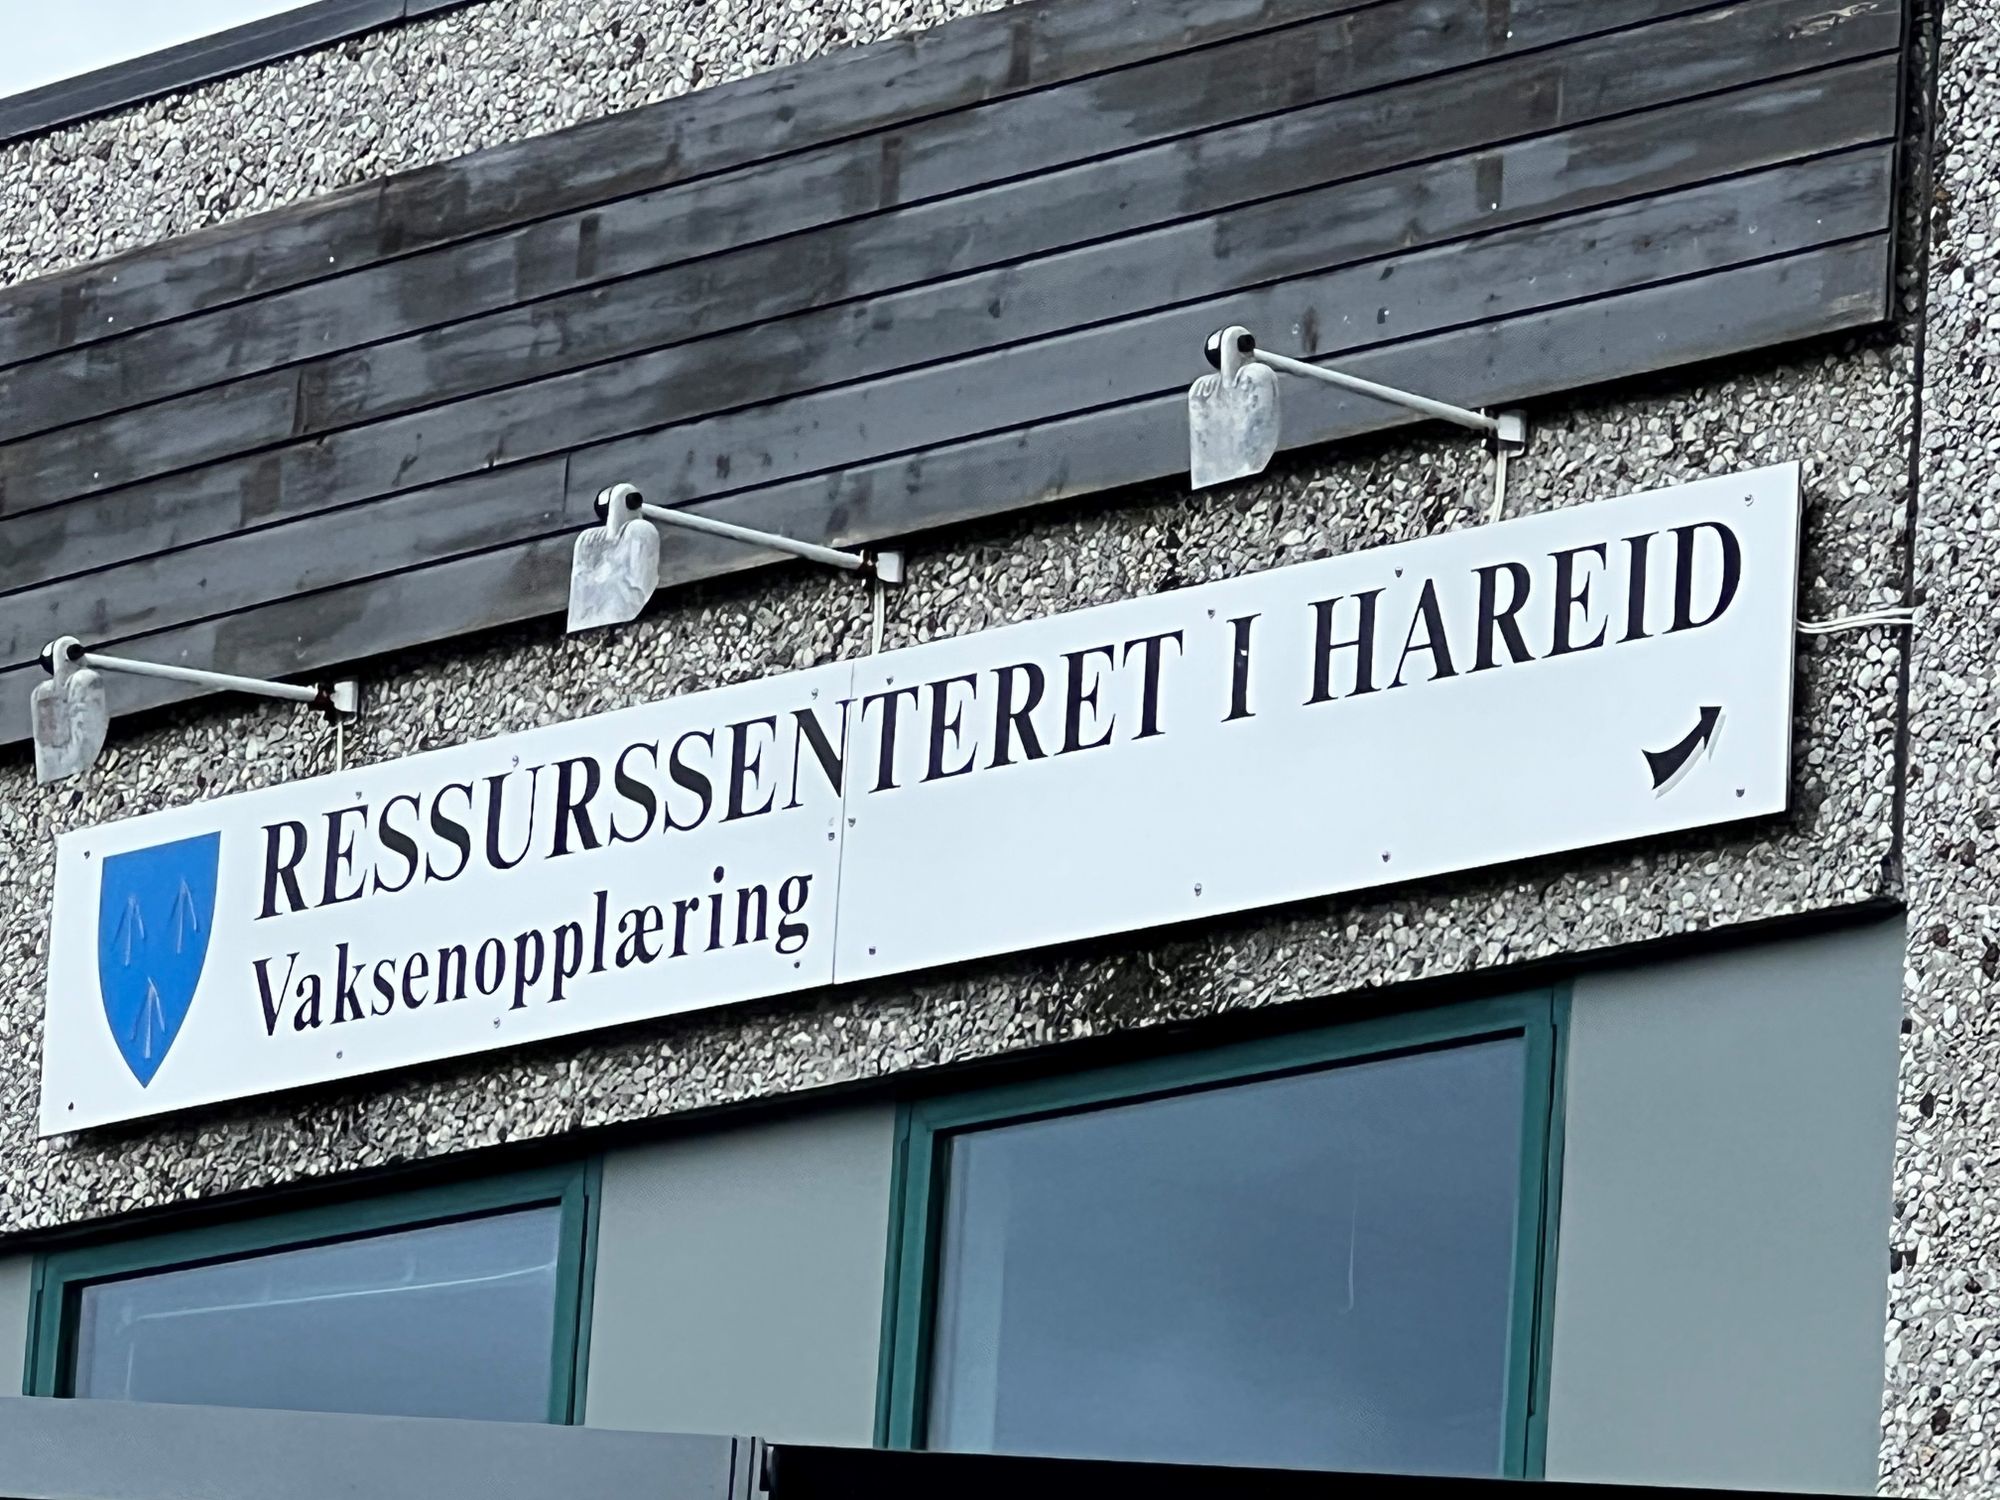 RESSURSSENTERET I HAREID
Vaksenopplæring